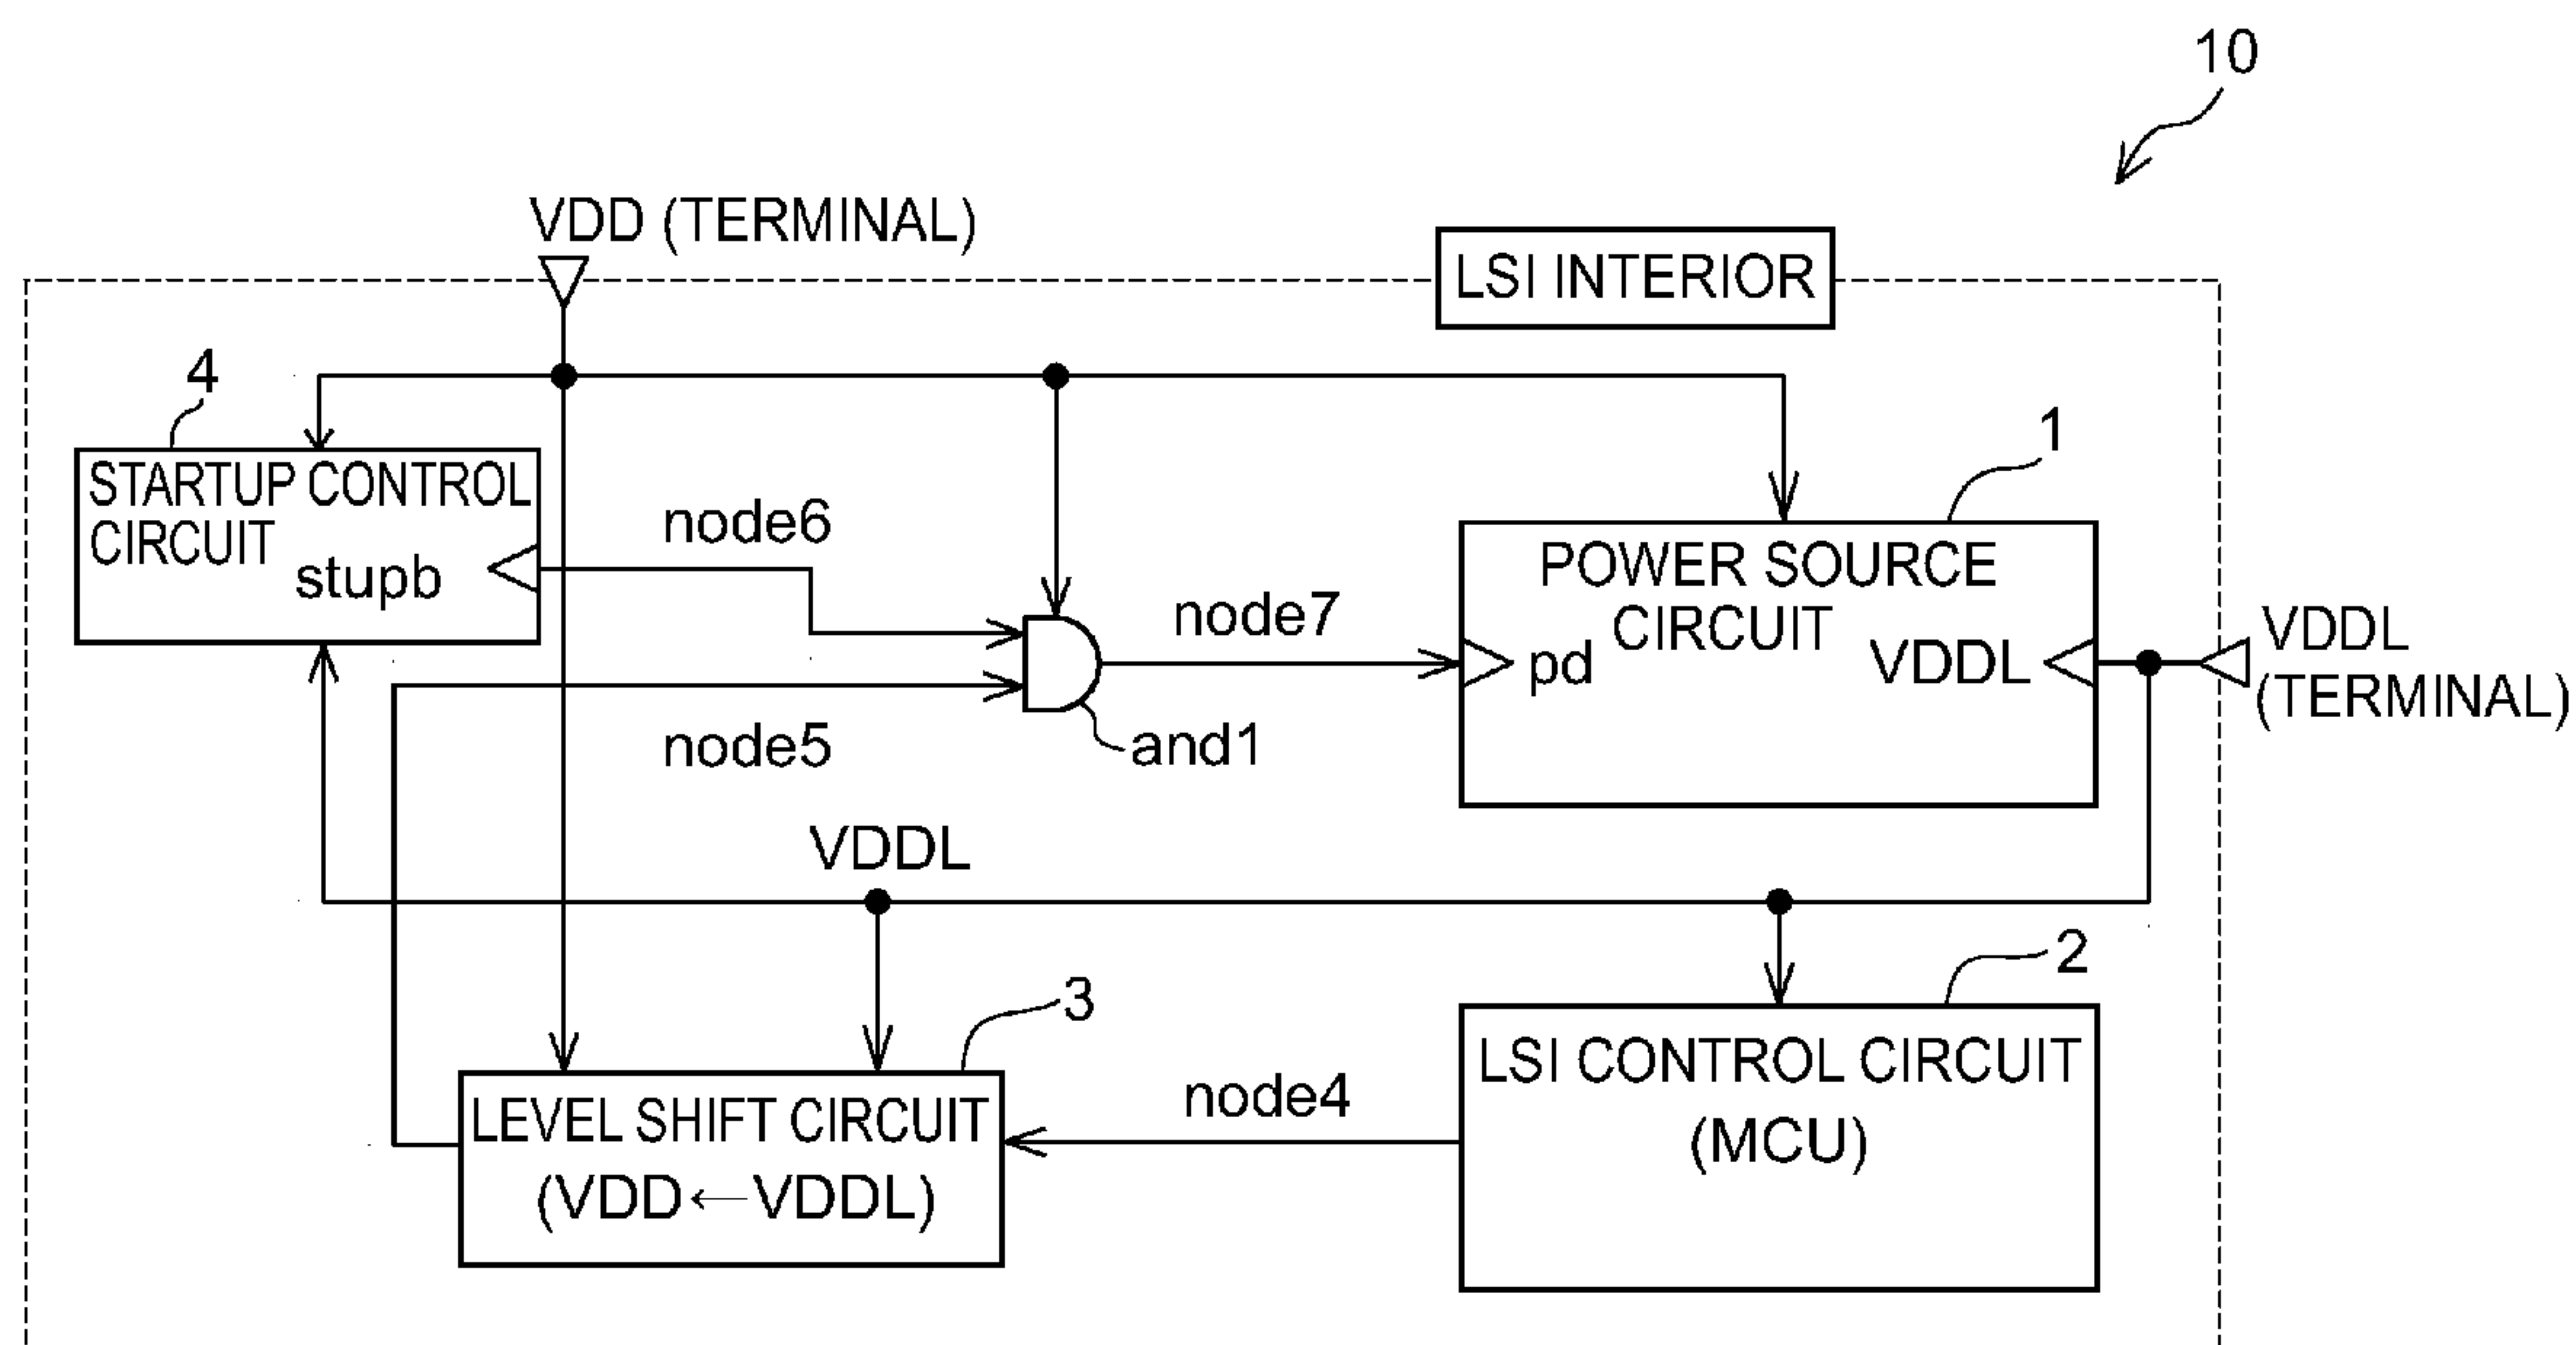 10
VDD (TERMINAL)
LSI INTERIOR
4
1
STARTUP CONTROL
CIRCUIT
stupb
node6
POWER SOURCE
CIRCUIT
node7
pd
VDDL
VDDL
(TERMINAL)
node5
and1
VDDL
2
3
LSI CONTROL CIRCUIT
(MCU)
node4
LEVEL SHIFT CIRCUIT
(VDD←VDDL)